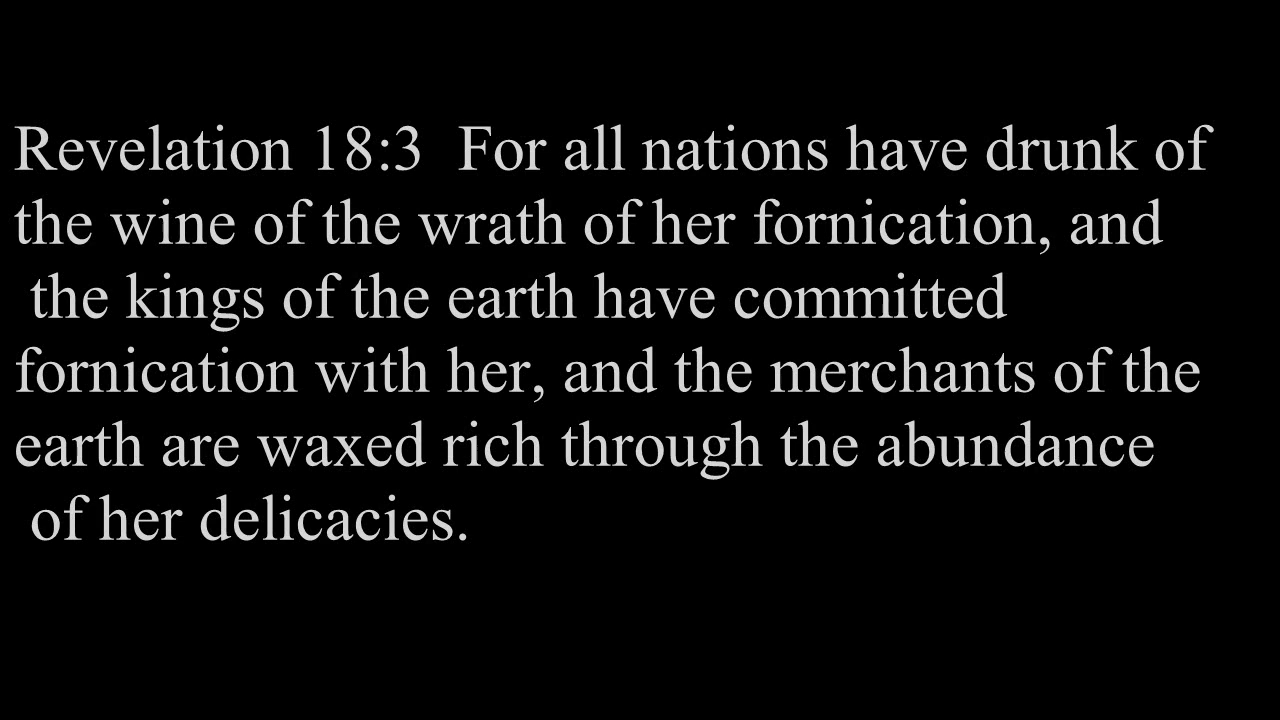 Revelation 18:3  For all nations have drunk of
the wine of the wrath of her fornication, and
the kings of the earth have committed
fornication with her, and the merchants of the
earth are waxed rich through the abundance
of her delicacies.